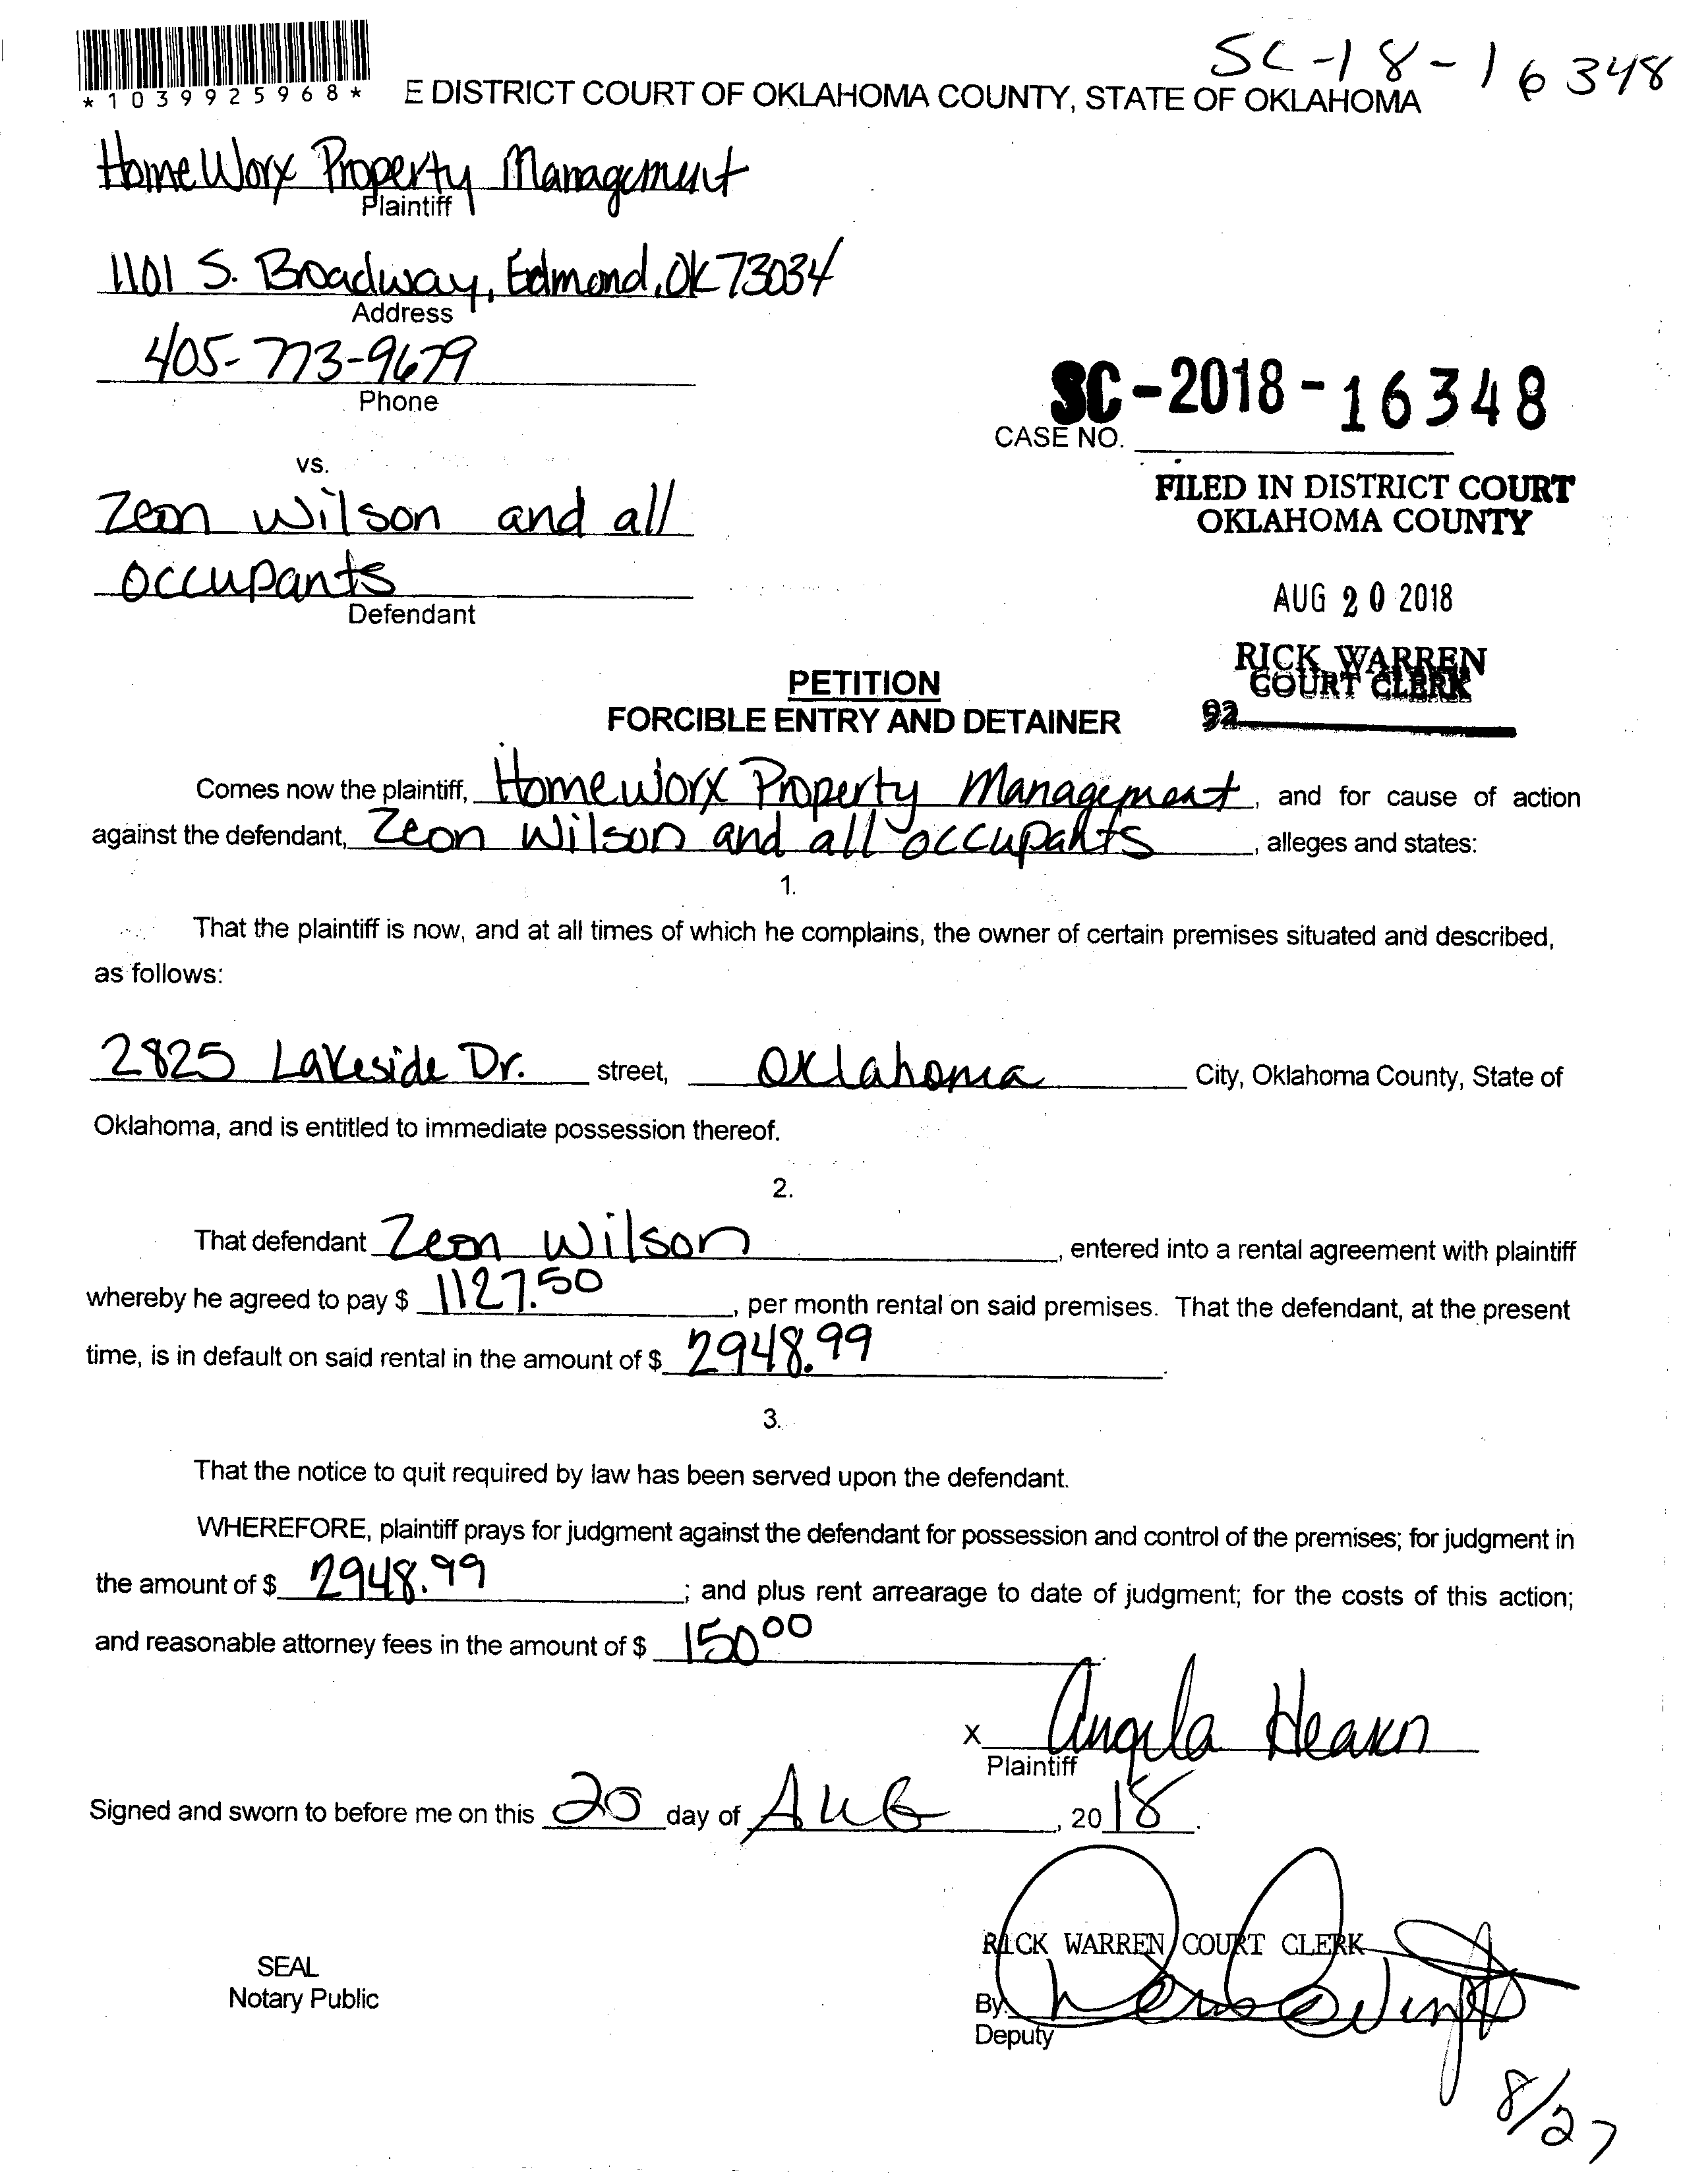 SC-18-16348
*1039925968*
E DISTRICT COURT OF OKLAHOMA COUNTY, STATE OF OKLAHOMA
HomeWorx Property Management
Plaintiff
1101 S. Broadway, Edmond, OK 73034
Address
405-773-9679
Phone
SC-2018-16348
CASE NO.
vs.
FILED IN DISTRICT COURT
OKLAHOMA COUNTY
Zeon Wilson and all
occupants
Defendant
AUG 20 2018
RICK WARREN
COURT CLERK
92
PETITION
FORCIBLE ENTRY AND DETAINER
Comes now the plaintiff, Homeworx Property Management, and for cause of action
against the defendant, Zeon Wilson and all occupants, alleges and states:
1.
That the plaintiff is now, and at all times of which he complains, the owner of certain premises situated and described,
as follows:
2825 Lakeside Dr. street, Oklahoma City, Oklahoma County, State of
Oklahoma, and is entitled to immediate possession thereof.
2.
That defendant Zeon Wilson, entered into a rental agreement with plaintiff
whereby he agreed to pay $ 1127.50, per month rental on said premises. That the defendant, at the present
time, is in default on said rental in the amount of $ 2948.99.
3.
That the notice to quit required by law has been served upon the defendant.
WHEREFORE, plaintiff prays for judgment against the defendant for possession and control of the premises; for judgment in
the amount of $ 2948.99; and plus rent arrearage to date of judgment; for the costs of this action;
and reasonable attorney fees in the amount of $ 150.00.
x Angela Hearn
Plaintiff
Signed and sworn to before me on this 20 day of AUG, 2018.
RICK WARREN COURT CLERK
SEAL
Notary Public
By:
Deputy
8/27